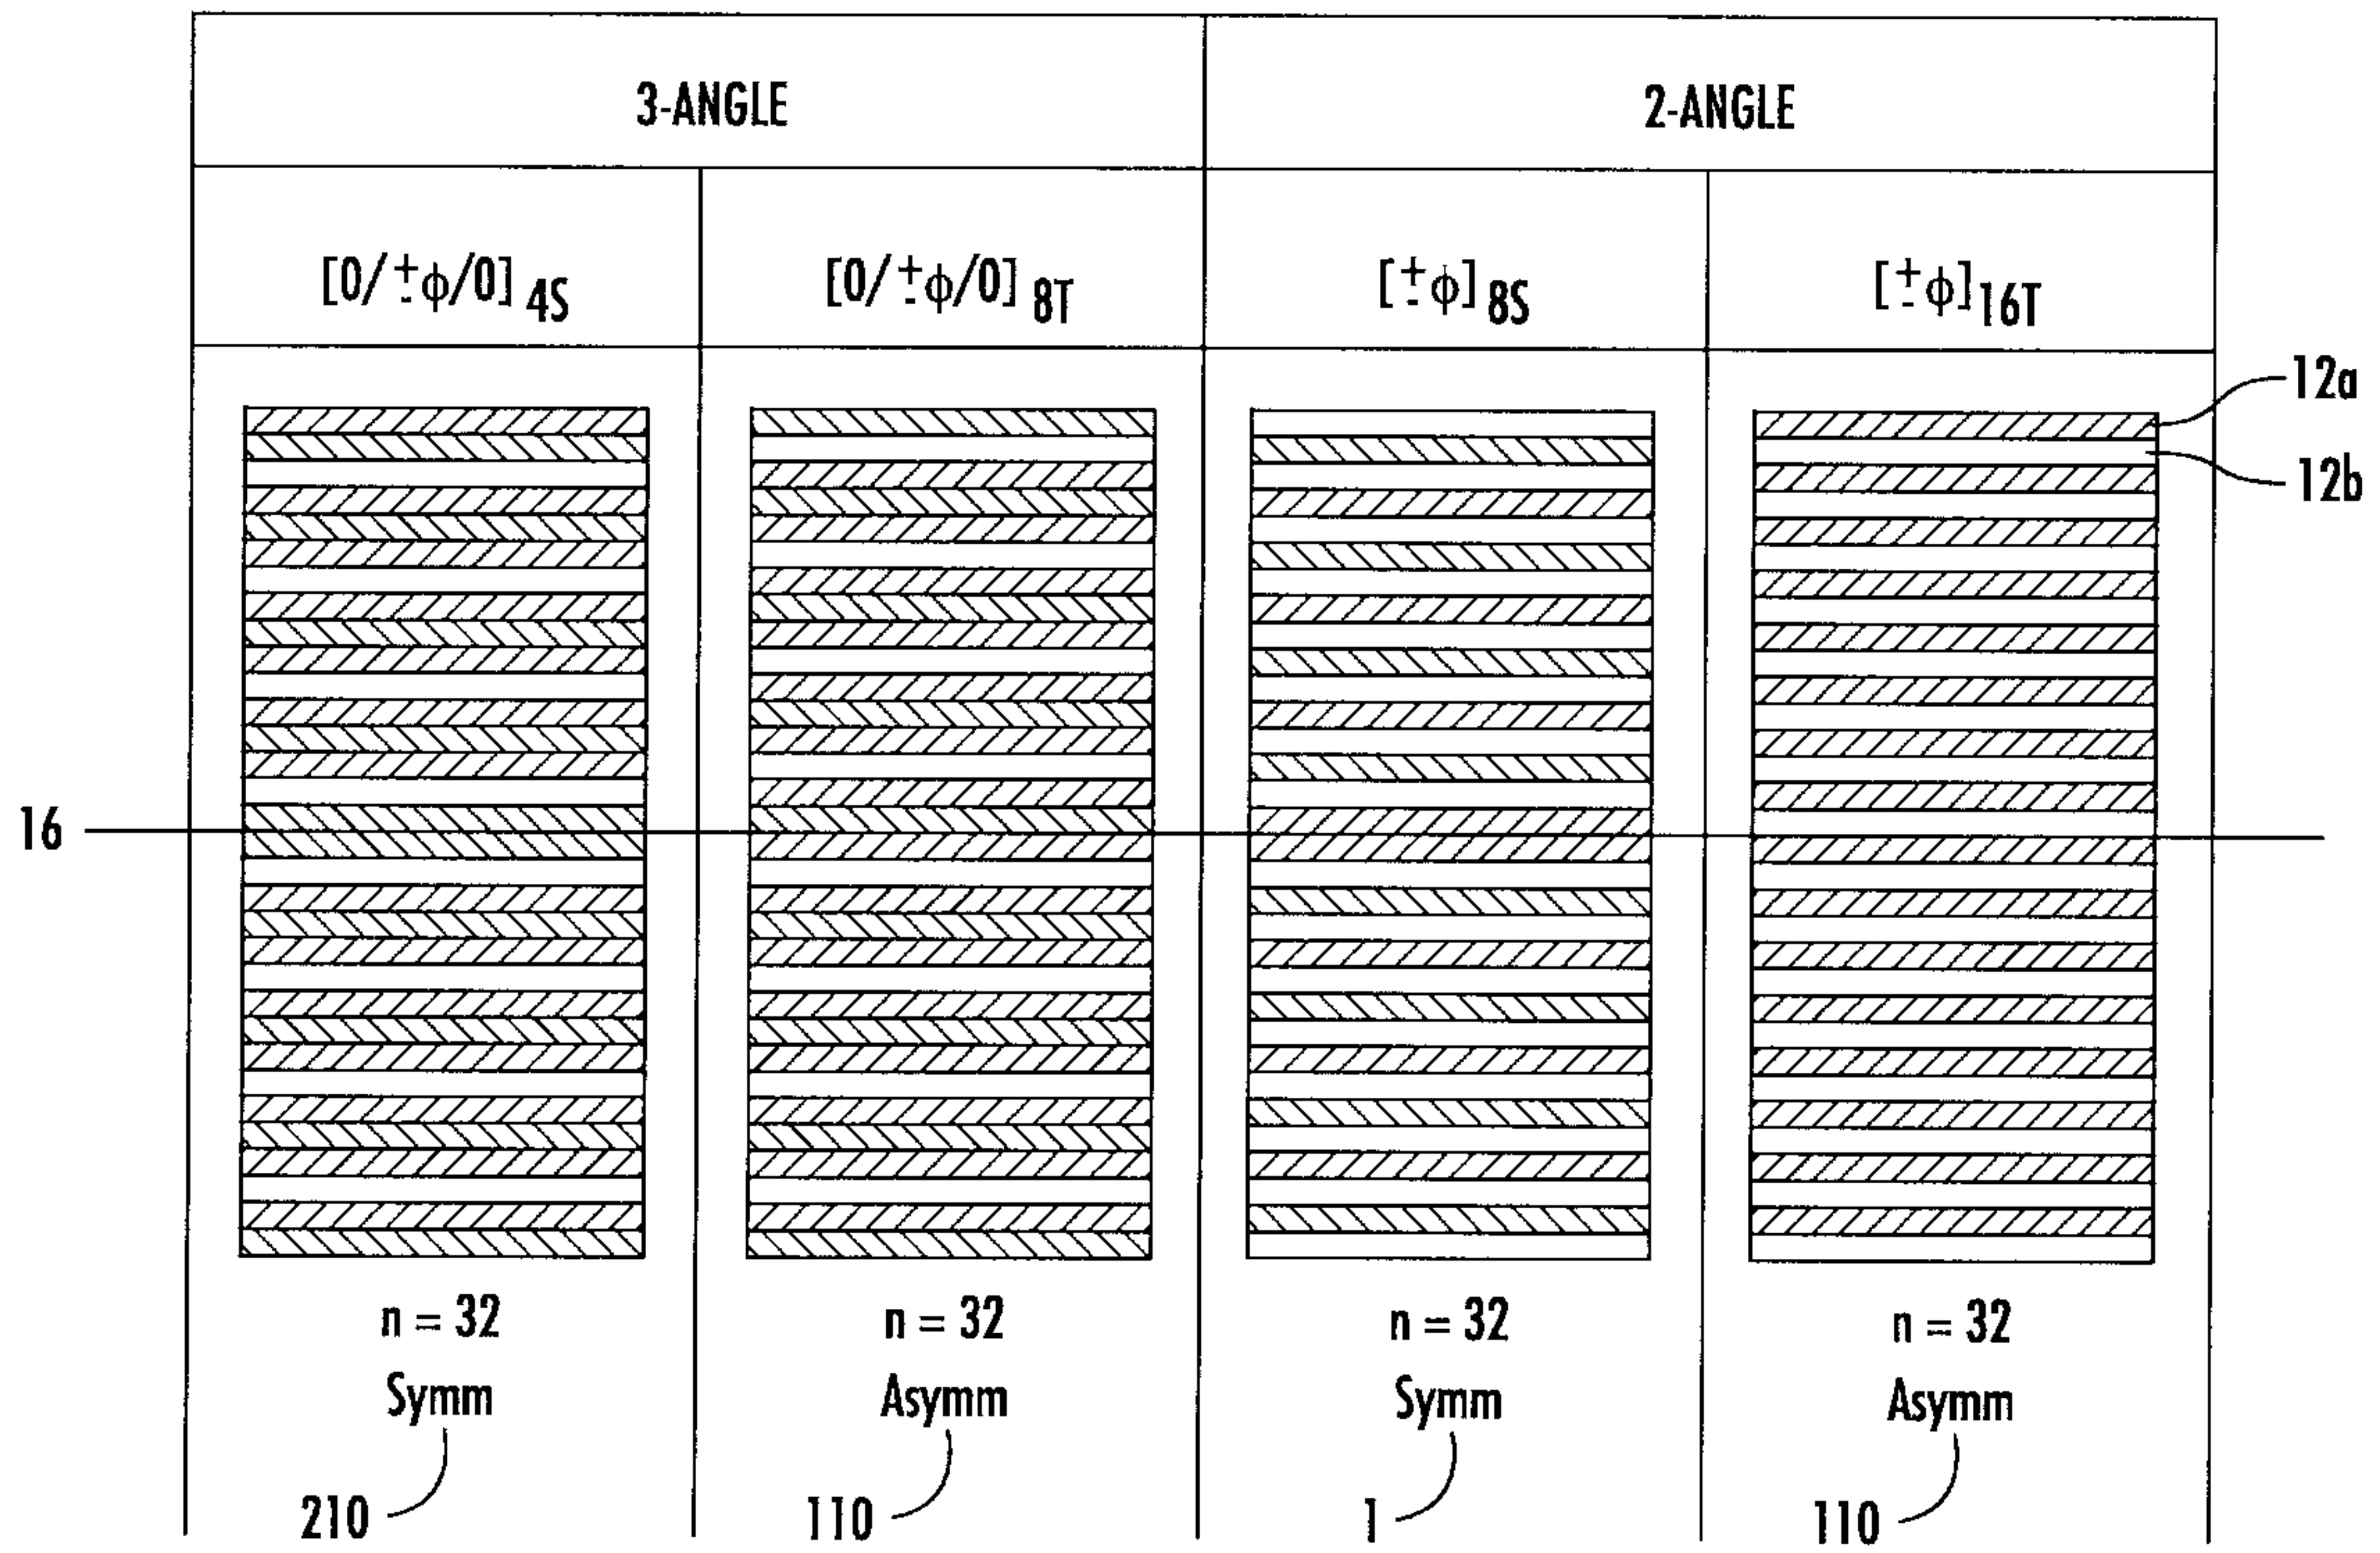 3-ANGLE 2-ANGLE
[0/±ϕ/0] 4S [0/±ϕ/0] 8T [±ϕ] 8S [±ϕ] 16T
12a
12b
16
n = 32 n = 32 n = 32 n = 32
Symm Asymm Symm Asymm
210 110 1 110